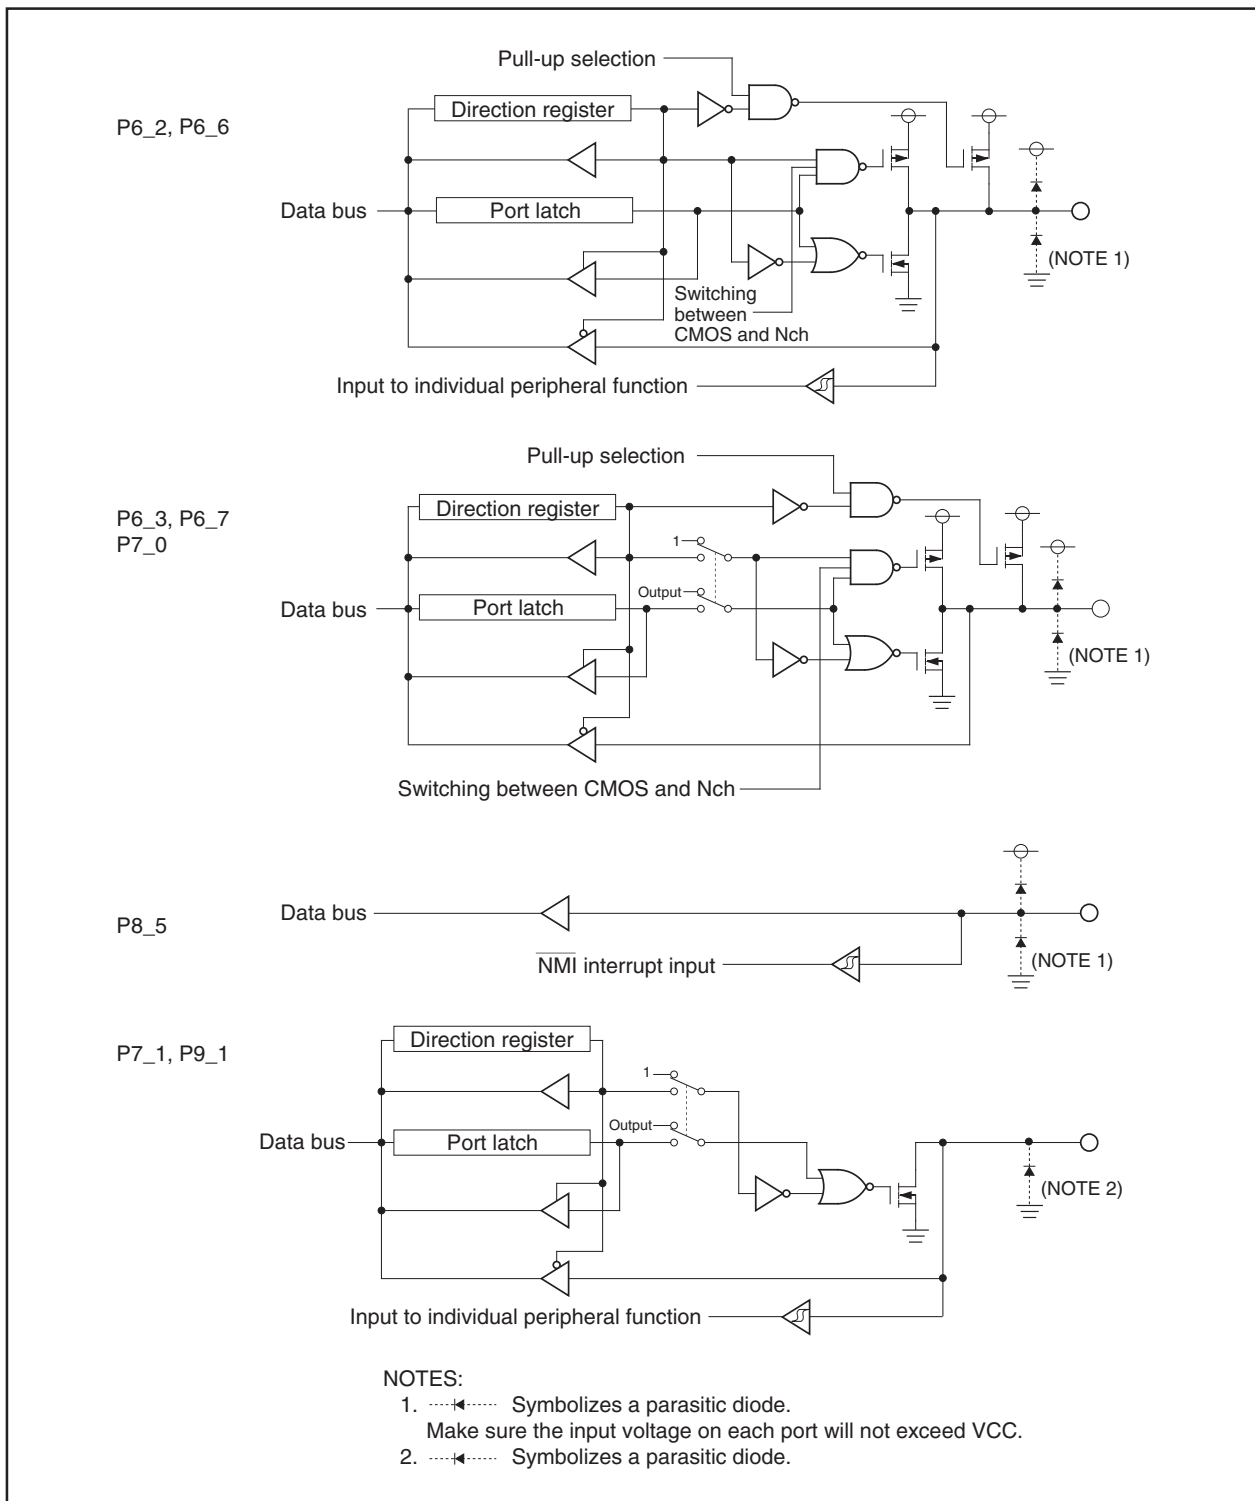 Pull-up selection
P6_2, P6_6
Direction register
Data bus
Port latch
(NOTE 1)
Switching
between
CMOS and Nch
Input to individual peripheral function
Pull-up selection
P6_3, P6_7
P7_0
Direction register
1
Output
Data bus
Port latch
(NOTE 1)
Switching between CMOS and Nch
P8_5
Data bus
NMI interrupt input
(NOTE 1)
P7_1, P9_1
Direction register
1
Output
Data bus
Port latch
(NOTE 2)
Input to individual peripheral function
NOTES:
1. Symbolizes a parasitic diode.
Make sure the input voltage on each port will not exceed VCC.
2. Symbolizes a parasitic diode.